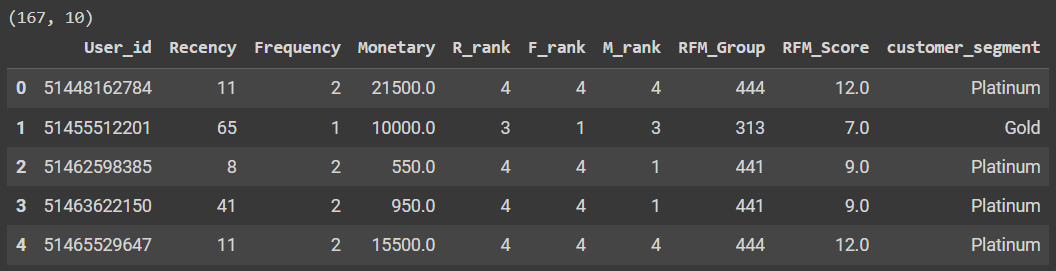 (167, 10)
User_id Recency Frequency Monetary R_rank F_rank M_rank RFM_Group RFM_Score customer_segment
0 51448162784 11 2 21500.0 4 4 4 444 12.0 Platinum
1 51455512201 65 1 10000.0 3 1 3 313 7.0 Gold
2 51462598385 8 2 550.0 4 4 1 441 9.0 Platinum
3 51463622150 41 2 950.0 4 4 1 441 9.0 Platinum
4 51465529647 11 2 15500.0 4 4 4 444 12.0 Platinum